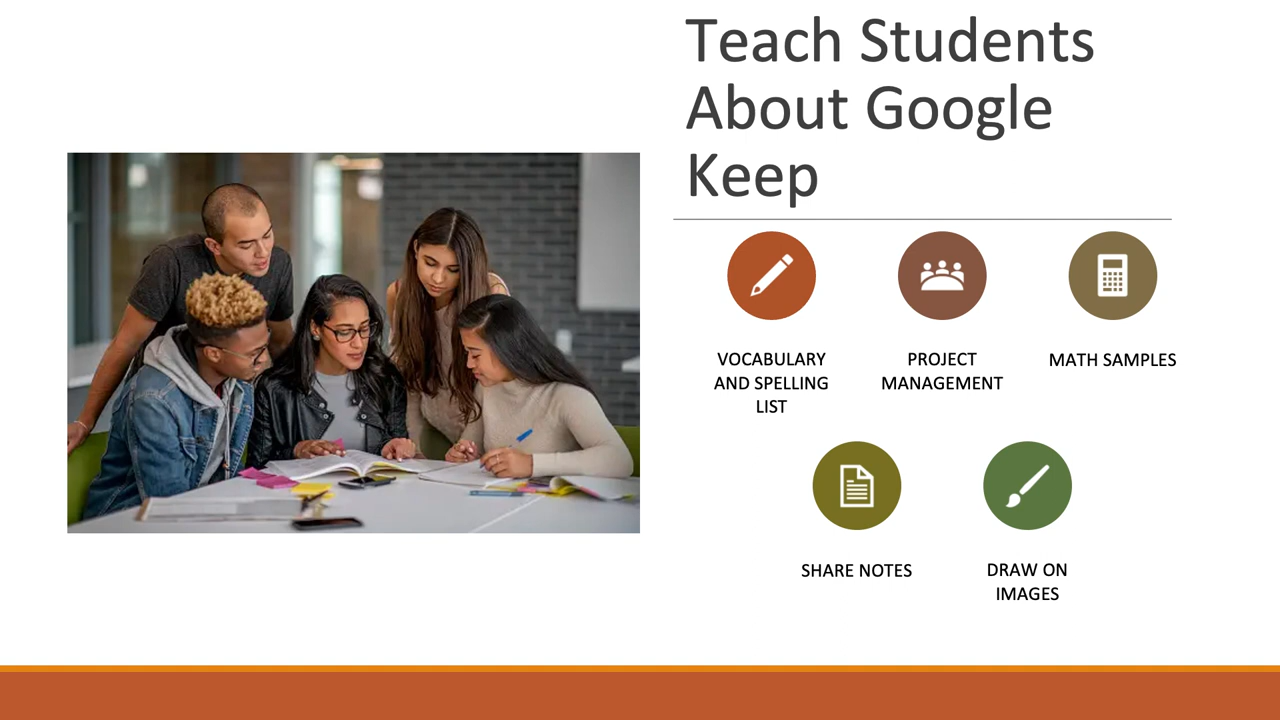 Teach Students
About Google
Keep
VOCABULARY
AND SPELLING
LIST
PROJECT
MANAGEMENT
MATH SAMPLES
SHARE NOTES
DRAW ON
IMAGES